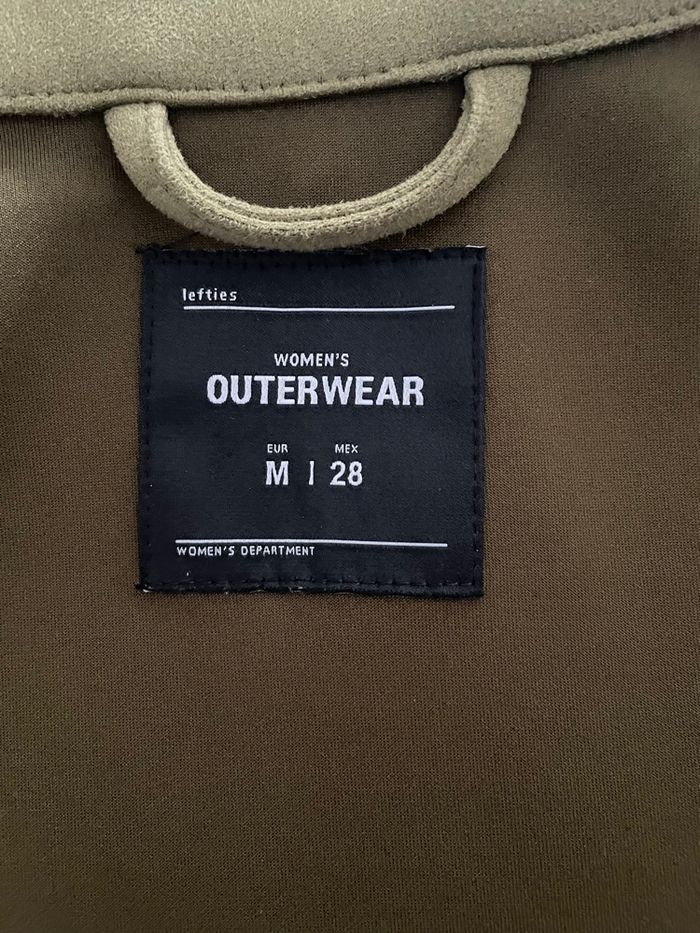 lefties
WOMEN'S
OUTERWEAR
EUR MEX
M | 28
WOMEN'S DEPARTMENT